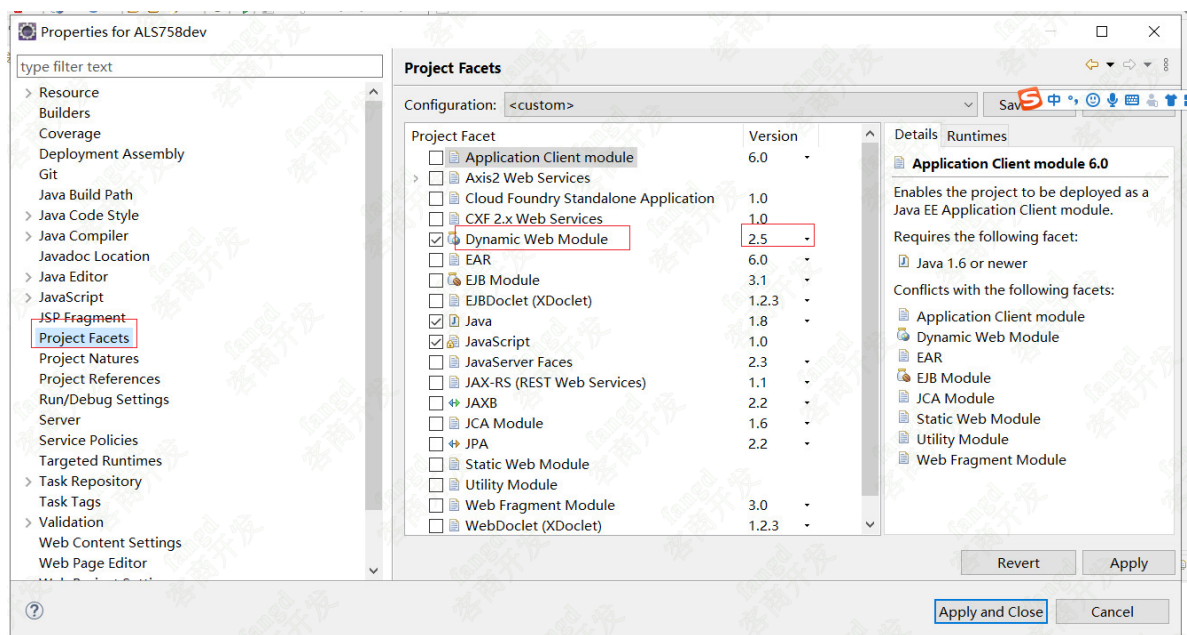 Properties for ALS758dev
type filter text
Resource
Builders
Coverage
Deployment Assembly
Git
Java Build Path
Java Code Style
Java Compiler
Javadoc Location
Java Editor
JavaScript
JSP Fragment
Project Facets
Project Natures
Project References
Run/Debug Settings
Server
Service Policies
Targeted Runtimes
Task Repository
Task Tags
Validation
Web Content Settings
Web Page Editor
Project Facets
Configuration: <custom>
中
Project Facet Version
Application Client module 6.0
Axis2 Web Services
Cloud Foundry Standalone Application 1.0
CXF 2.x Web Services 1.0
Dynamic Web Module 2.5
EAR 6.0
EJB Module 3.1
EJBDoclet (XDoclet) 1.2.3
Java 1.8
JavaScript 1.0
JavaServer Faces 2.3
JAX-RS (REST Web Services) 1.1
JAXB 2.2
JCA Module 1.6
JPA 2.2
Static Web Module
Utility Module
Web Fragment Module 3.0
WebDoclet (XDoclet) 1.2.3
Details Runtimes
Application Client module 6.0
Enables the project to be deployed as a
Java EE Application Client module.
Requires the following facet:
Java 1.6 or newer
Conflicts with the following facets:
Application Client module
Dynamic Web Module
EAR
EJB Module
JCA Module
Static Web Module
Utility Module
Web Fragment Module
Revert Apply
Apply and Close Cancel